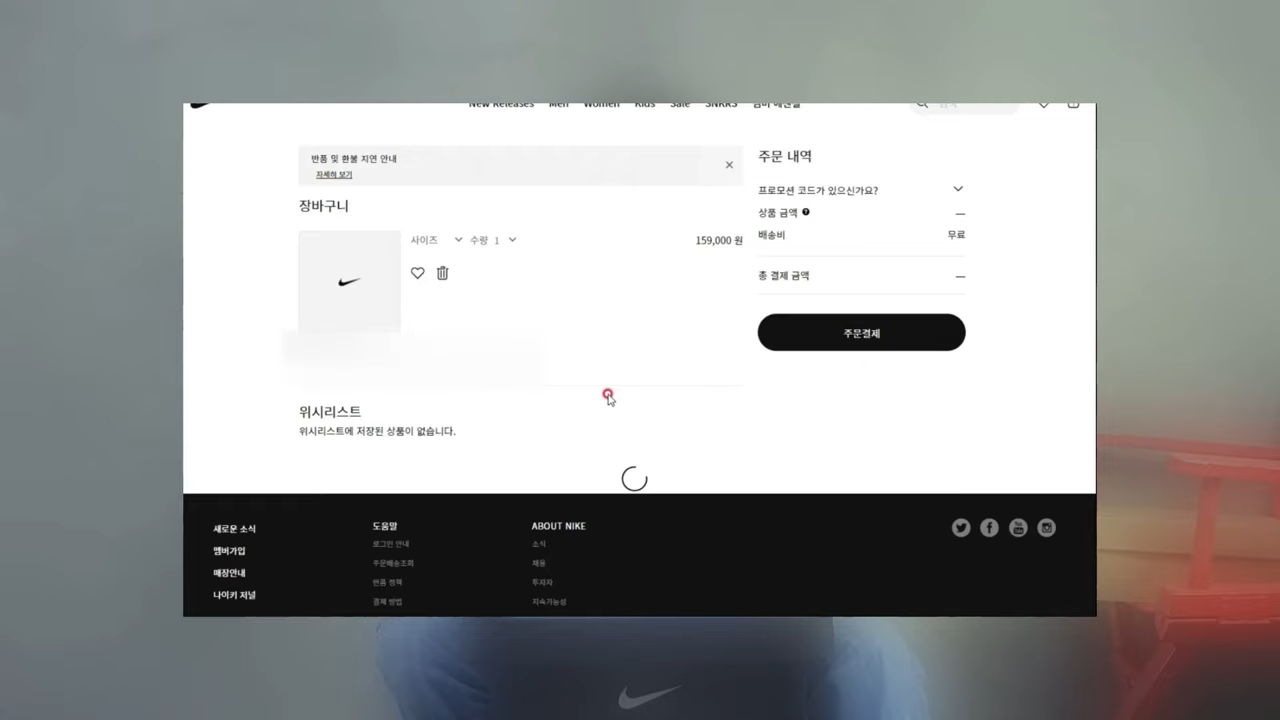 New Releases Men Women Kids Sale SNKRS
반품 및 환불 지연 안내
자세히 보기
장바구니
사이즈 수량 1 159,000 원
위시리스트
위시리스트에 저장된 상품이 없습니다.
주문 내역
프로모션 코드가 있으신가요?
상품 금액 ? —
배송비 무료
총 결제 금액 —
주문결제
새로운 소식
멤버가입
매장안내
나이키 저널
도움말
로그인 안내
주문배송조회
반품 정책
결제 방법
ABOUT NIKE
소식
채용
투자자
지속가능성